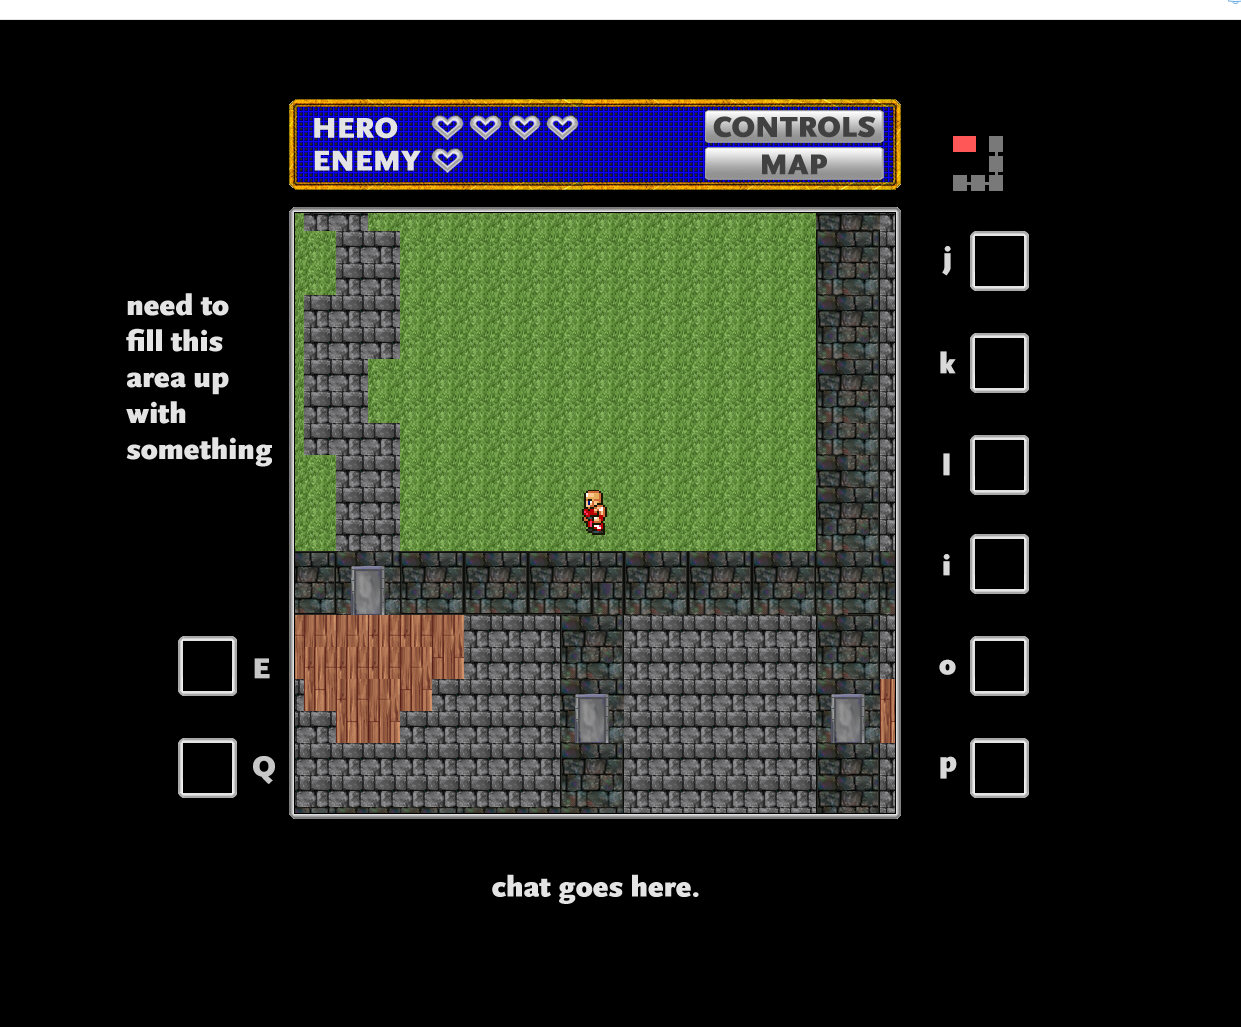 HERO
CONTROLS
ENEMY
MAP
need to
fill this
area up
with
something
j
k
l
i
o
p
E
Q
chat goes here.